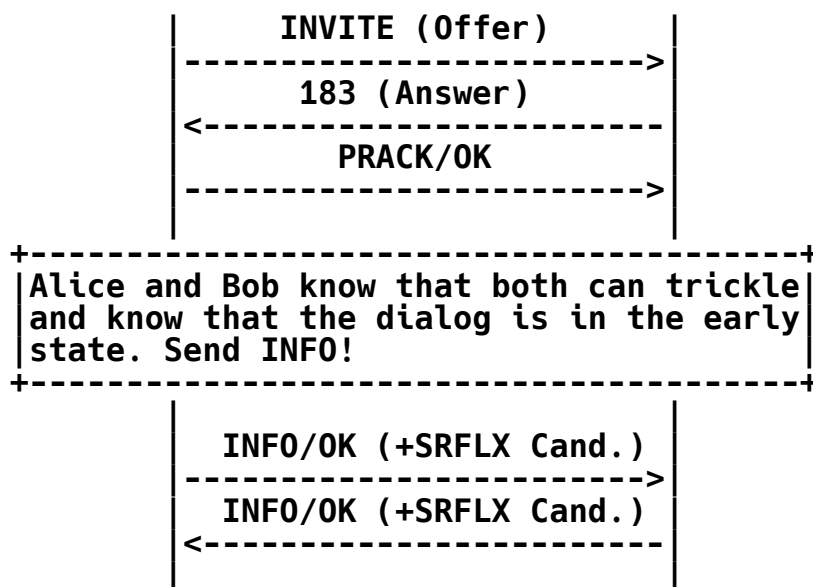 INVITE (Offer)
183 (Answer)
PRACK/OK
Alice and Bob know that both can trickle
and know that the dialog is in the early
state. Send INFO!
INFO/OK (+SRFLX Cand.)
INFO/OK (+SRFLX Cand.)